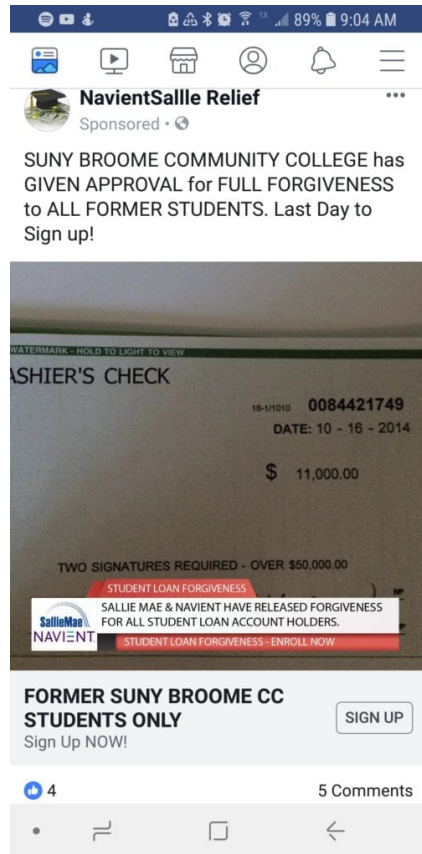 1X 89% 9:04 AM
NavientSallle Relief
Sponsored •
SUNY BROOME COMMUNITY COLLEGE has
GIVEN APPROVAL for FULL FORGIVENESS
to ALL FORMER STUDENTS. Last Day to
Sign up!
WATERMARK - HOLD TO LIGHT TO VIEW
ASHIER'S CHECK
18-1/1010 0084421749
DATE: 10 - 16 - 2014
$ 11,000.00
TWO SIGNATURES REQUIRED - OVER $50,000.00
STUDENT LOAN FORGIVENESS
SallieMae
NAVIENT
SALLIE MAE & NAVIENT HAVE RELEASED FORGIVENESS
FOR ALL STUDENT LOAN ACCOUNT HOLDERS.
STUDENT LOAN FORGIVENESS - ENROLL NOW
FORMER SUNY BROOME CC
STUDENTS ONLY
Sign Up NOW!
SIGN UP
4
5 Comments